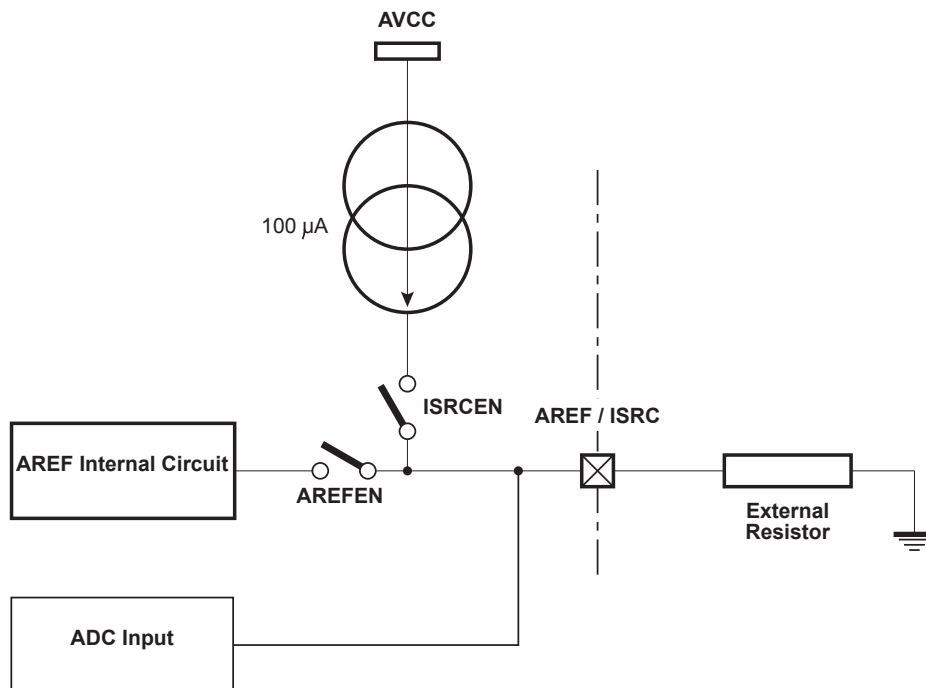 AVCC
100 µA
ISRCEN
AREF / ISRC
AREF Internal Circuit
AREFEN
External
Resistor
ADC Input